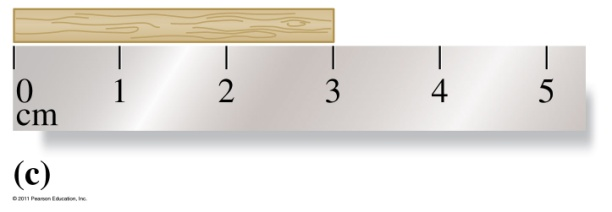 0 1 2 3 4 5
cm
(c)
© 2011 Pearson Education, Inc.